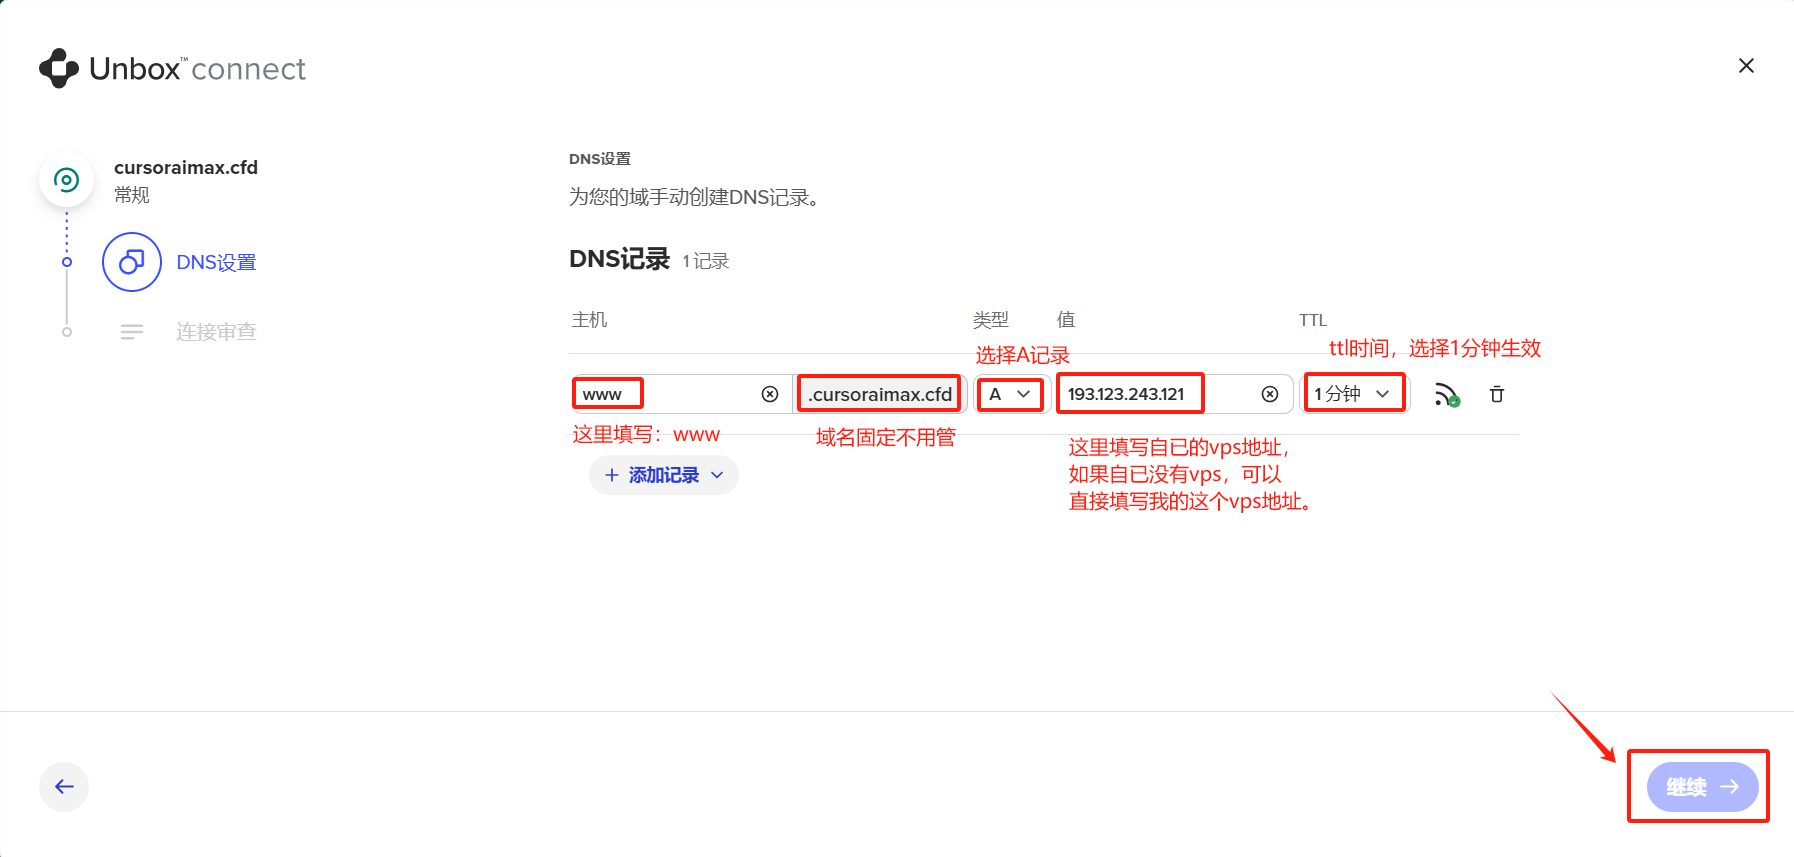 Unbox™ connect
cursoraimax.cfd
常规
DNS设置
连接审查
DNS设置
为您的域手动创建DNS记录。
DNS记录 1 记录
主机 类型 值 TTL
选择A记录 ttl时间，选择1分钟生效
www .cursoraimax.cfd A 193.123.243.121 1 分钟
这里填写：www 域名固定不用管 这里填写自已的vps地址，
如果自已没有vps，可以
直接填写我的这个vps地址。
+ 添加记录
继续